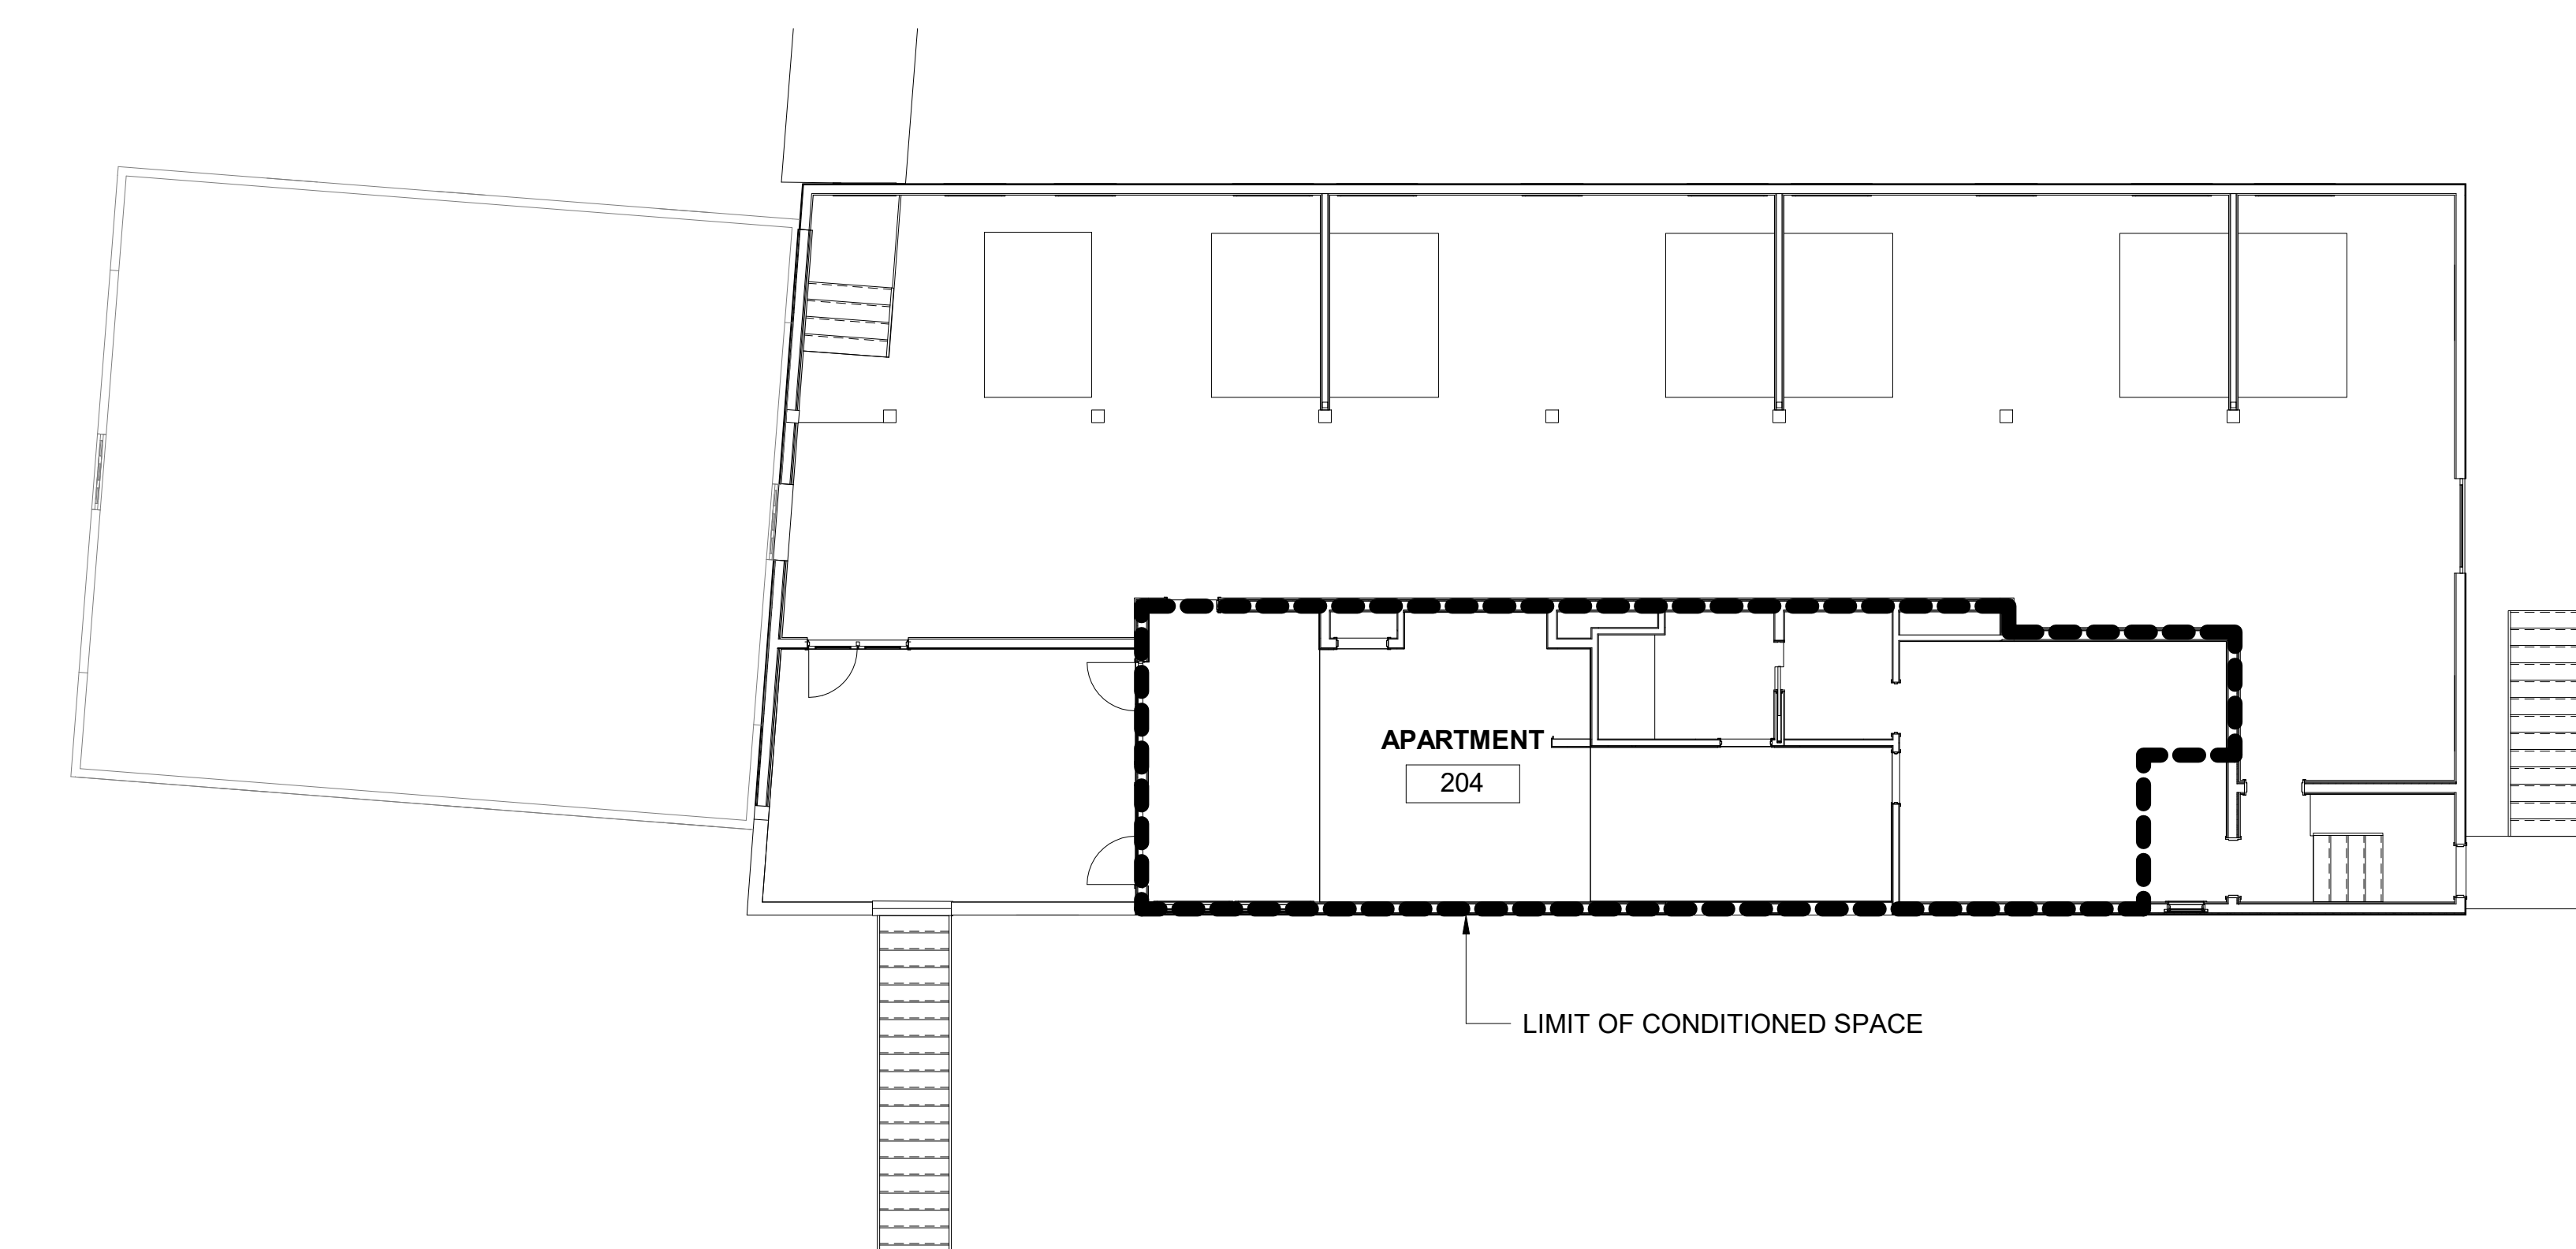 APARTMENT
204
LIMIT OF CONDITIONED SPACE